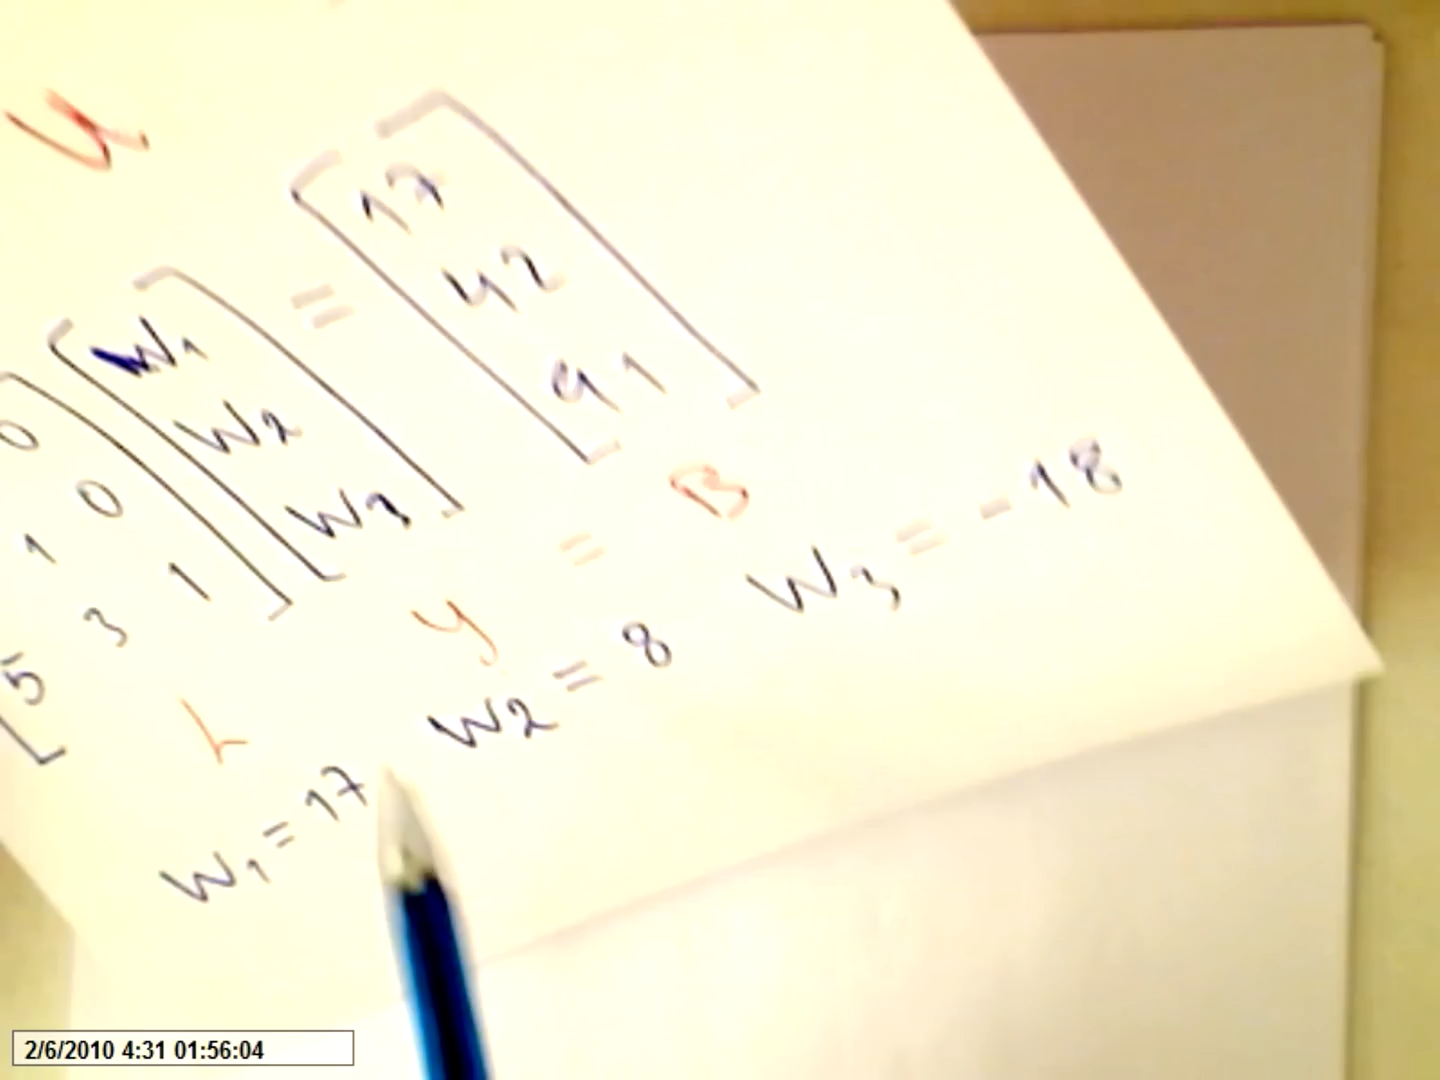 U
0 w1 17
1 0 w2 = 42
5 3 1 w3 91
L y = B
w1 = 17 w2 = 8 w3 = -18
2/6/2010 4:31 01:56:04